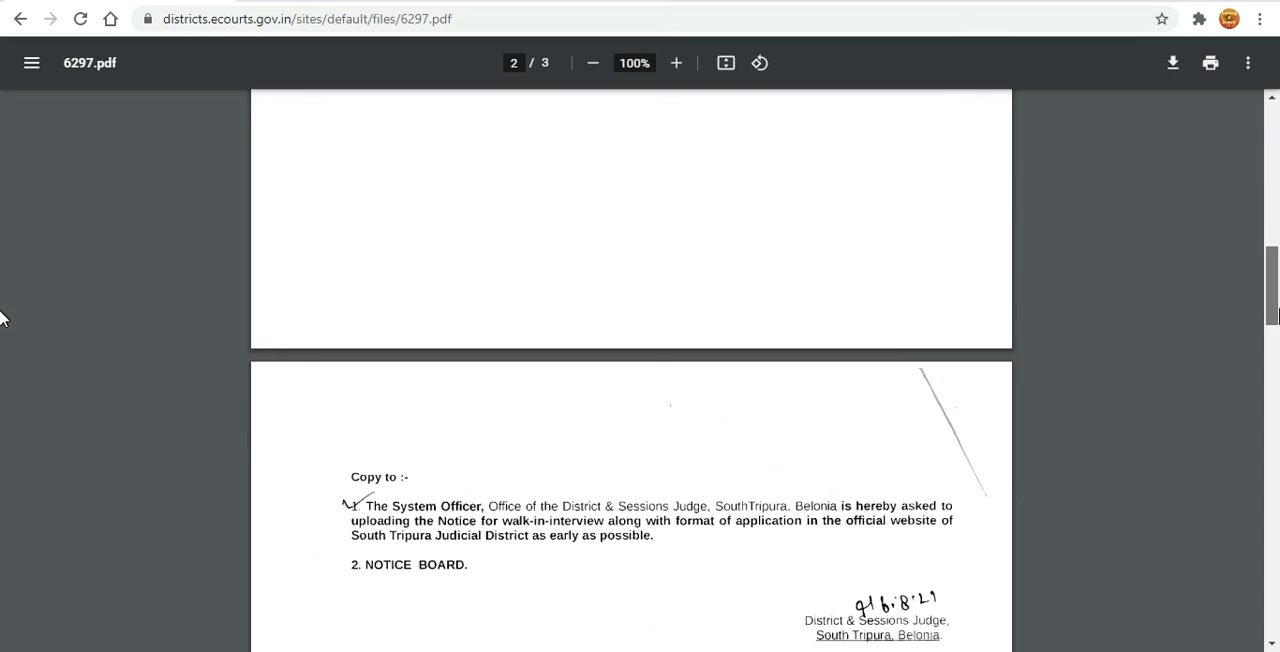 districts.ecourts.gov.in/sites/default/files/6297.pdf
6297.pdf
2 / 3
100%
Copy to :-
1. The System Officer, Office of the District & Sessions Judge, SouthTripura, Belonia is hereby asked to
uploading the Notice for walk-in-interview along with format of application in the official website of
South Tripura Judicial District as early as possible.
2. NOTICE BOARD.
District & Sessions Judge,
South Tripura, Belonia.